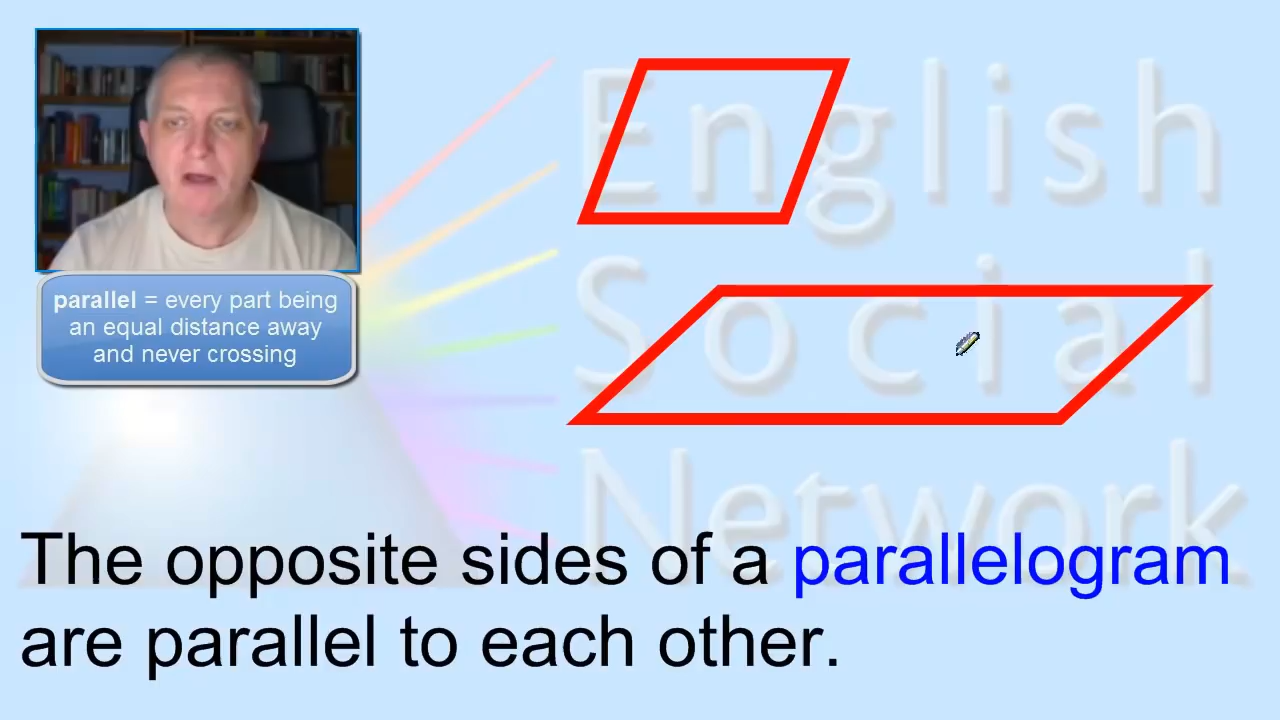 English
Social
Network
parallel = every part being
an equal distance away
and never crossing
The opposite sides of a parallelogram
are parallel to each other.